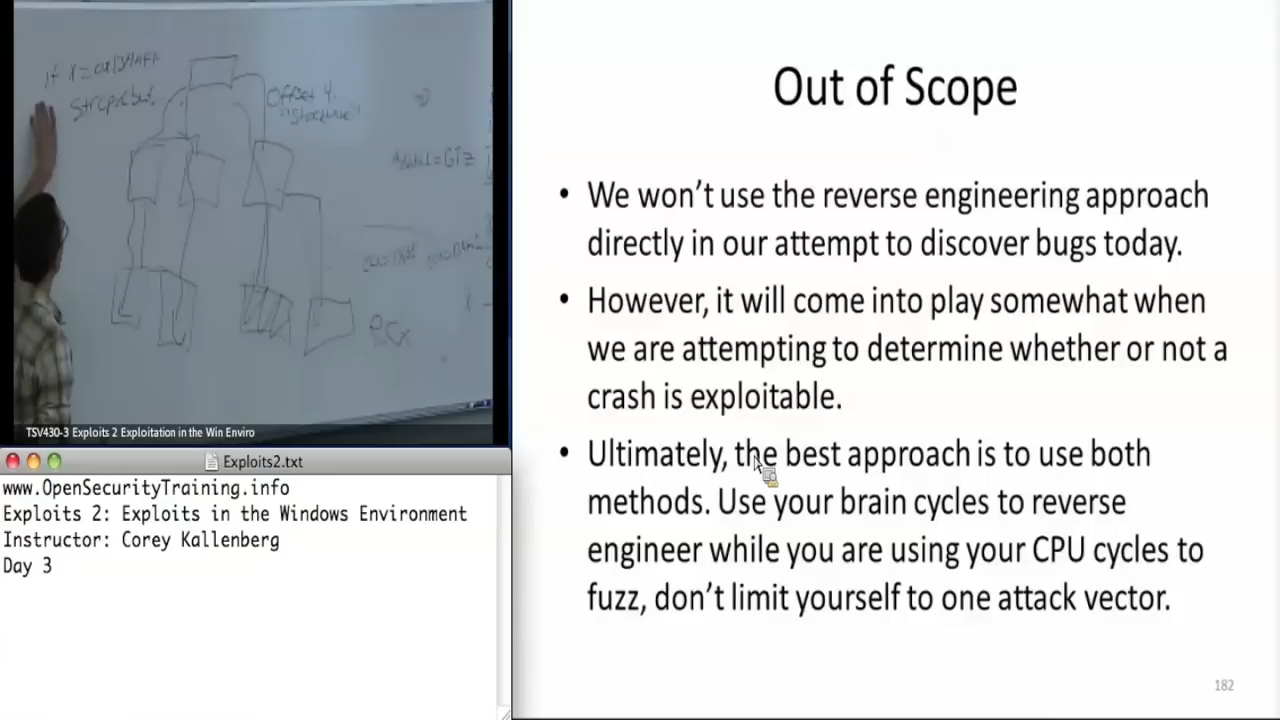 if x =
Offset 4
TSV430-3 Exploits 2 Exploitation in the Win Enviro
Exploits2.txt
www.OpenSecurityTraining.info
Exploits 2: Exploits in the Windows Environment
Instructor: Corey Kallenberg
Day 3
Out of Scope
• We won’t use the reverse engineering approach
directly in our attempt to discover bugs today.
• However, it will come into play somewhat when
we are attempting to determine whether or not a
crash is exploitable.
• Ultimately, the best approach is to use both
methods. Use your brain cycles to reverse
engineer while you are using your CPU cycles to
fuzz, don’t limit yourself to one attack vector.
182